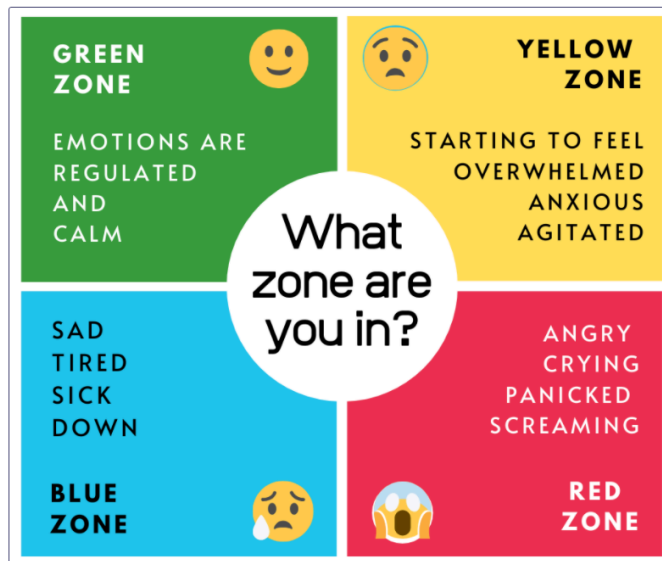 GREEN
ZONE
EMOTIONS ARE
REGULATED
AND
CALM
YELLOW
ZONE
STARTING TO FEEL
OVERWHELMED
ANXIOUS
AGITATED
What
zone are
you in?
SAD
TIRED
SICK
DOWN
BLUE
ZONE
ANGRY
CRYING
PANICKED
SCREAMING
RED
ZONE